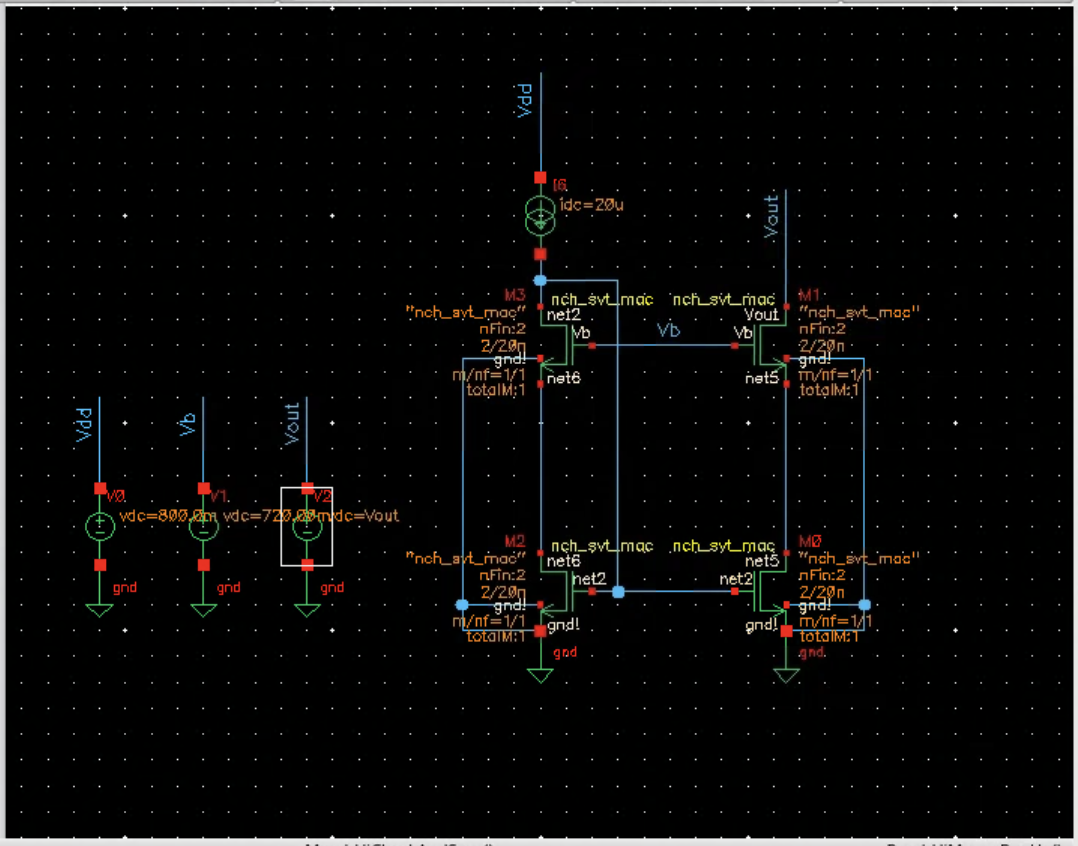 Vdd
I6
idc=20u
Vout
M3
nch_svt_mac
nch_svt_mac
M1
"nch_svt_mac"
net2
Vout
"nch_svt_mac"
nFin:2
Vb
Vb
Vb
nFin:2
2/20n
2/20n
gnd!
gnd!
m/nf=1/1
net6
net5
m/nf=1/1
totalM:1
totalM:1
Vdd
Vb
Vout
V0
V1
V2
vdc=800.0m
vdc=720.00m
vdc=Vout
gnd
gnd
gnd
M2
nch_svt_mac
nch_svt_mac
M0
"nch_svt_mac"
net6
net5
"nch_svt_mac"
nFin:2
net2
net2
nFin:2
2/20n
2/20n
gnd!
gnd!
m/nf=1/1
gnd!
gnd!
m/nf=1/1
totalM:1
totalM:1
gnd
gnd